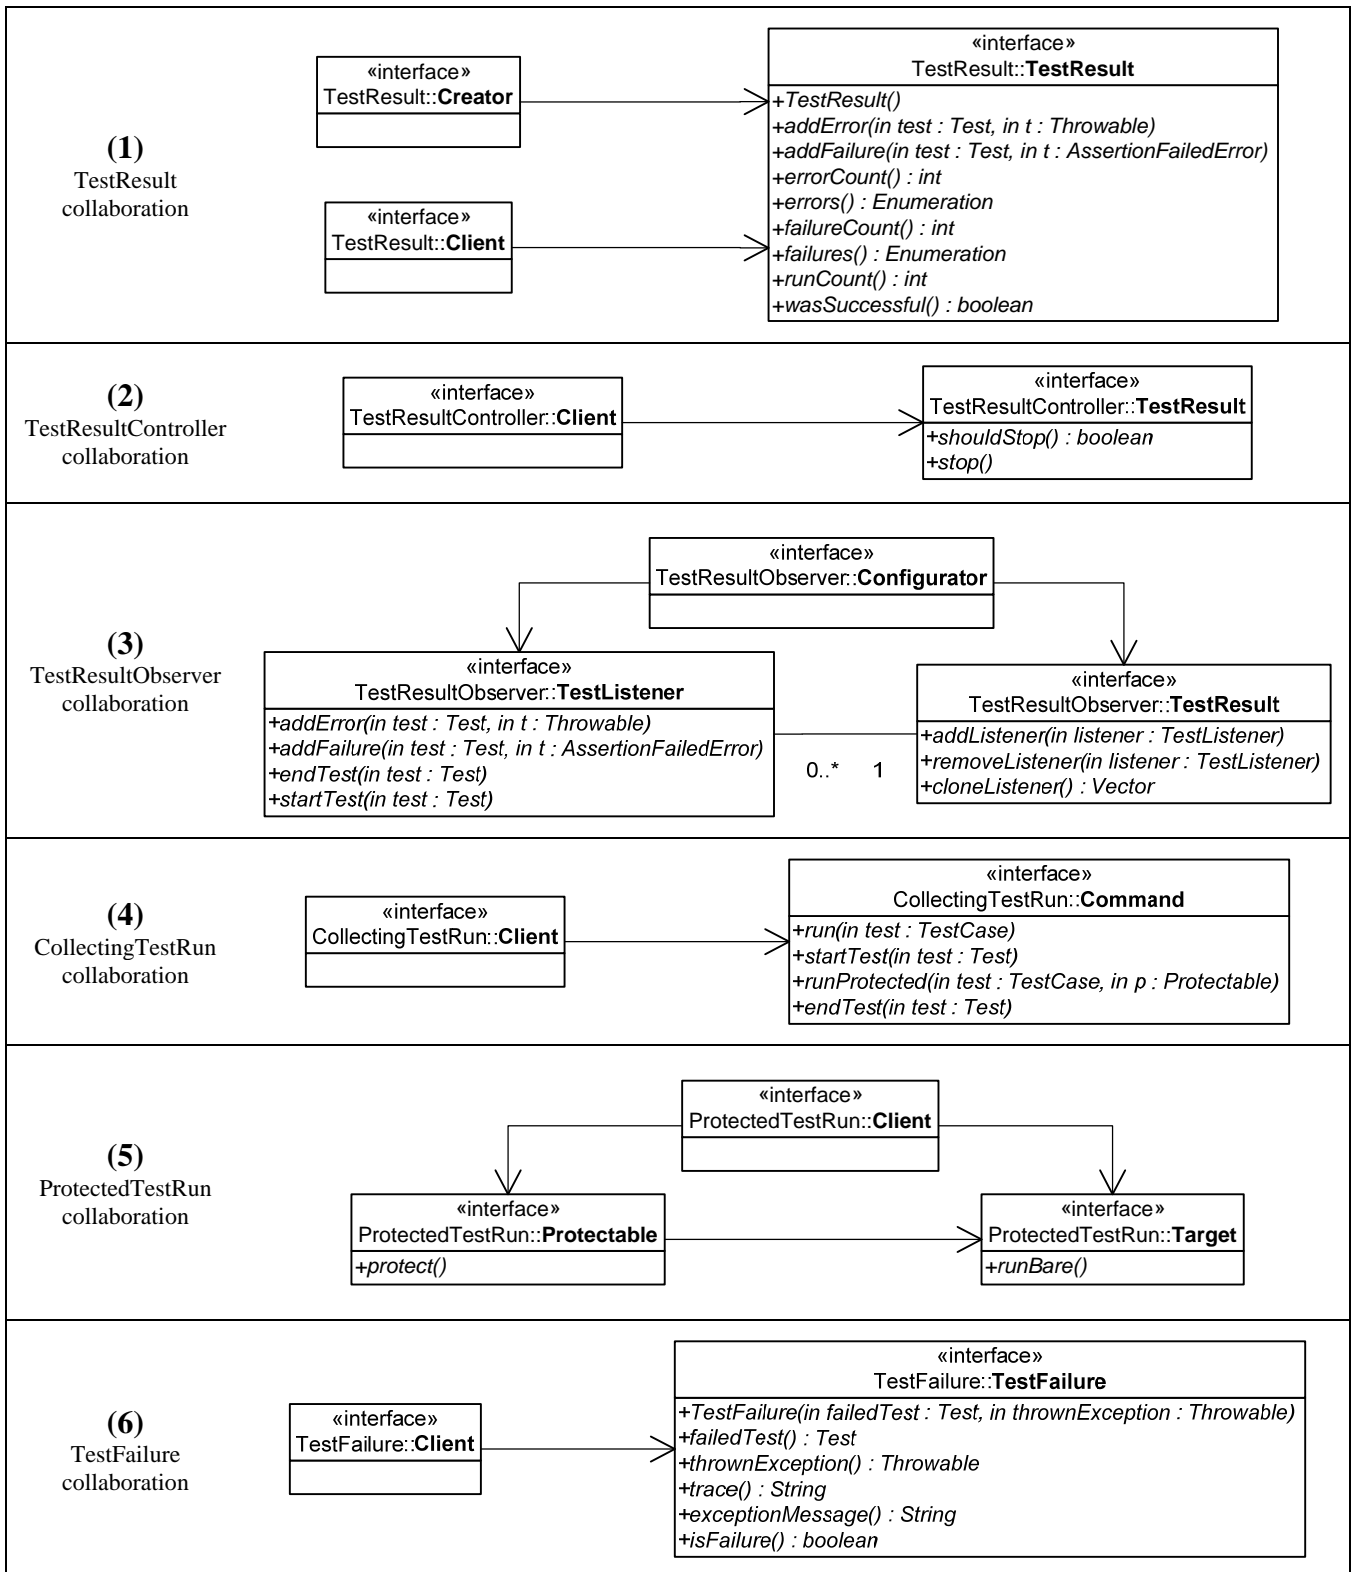 (1)
TestResult
collaboration
«interface»
TestResult::Creator
«interface»
TestResult::Client
«interface»
TestResult::TestResult
+TestResult()
+addError(in test : Test, in t : Throwable)
+addFailure(in test : Test, in t : AssertionFailedError)
+errorCount() : int
+errors() : Enumeration
+failureCount() : int
+failures() : Enumeration
+runCount() : int
+wasSuccessful() : boolean
(2)
TestResultController
collaboration
«interface»
TestResultController::Client
«interface»
TestResultController::TestResult
+shouldStop() : boolean
+stop()
(3)
TestResultObserver
collaboration
«interface»
TestResultObserver::Configurator
«interface»
TestResultObserver::TestListener
+addError(in test : Test, in t : Throwable)
+addFailure(in test : Test, in t : AssertionFailedError)
+endTest(in test : Test)
+startTest(in test : Test)
0..* 1
«interface»
TestResultObserver::TestResult
+addListener(in listener : TestListener)
+removeListener(in listener : TestListener)
+cloneListener() : Vector
(4)
CollectingTestRun
collaboration
«interface»
CollectingTestRun::Client
«interface»
CollectingTestRun::Command
+run(in test : TestCase)
+startTest(in test : Test)
+runProtected(in test : TestCase, in p : Protectable)
+endTest(in test : Test)
(5)
ProtectedTestRun
collaboration
«interface»
ProtectedTestRun::Client
«interface»
ProtectedTestRun::Protectable
+protect()
«interface»
ProtectedTestRun::Target
+runBare()
(6)
TestFailure
collaboration
«interface»
TestFailure::Client
«interface»
TestFailure::TestFailure
+TestFailure(in failedTest : Test, in thrownException : Throwable)
+failedTest() : Test
+thrownException() : Throwable
+trace() : String
+exceptionMessage() : String
+isFailure() : boolean